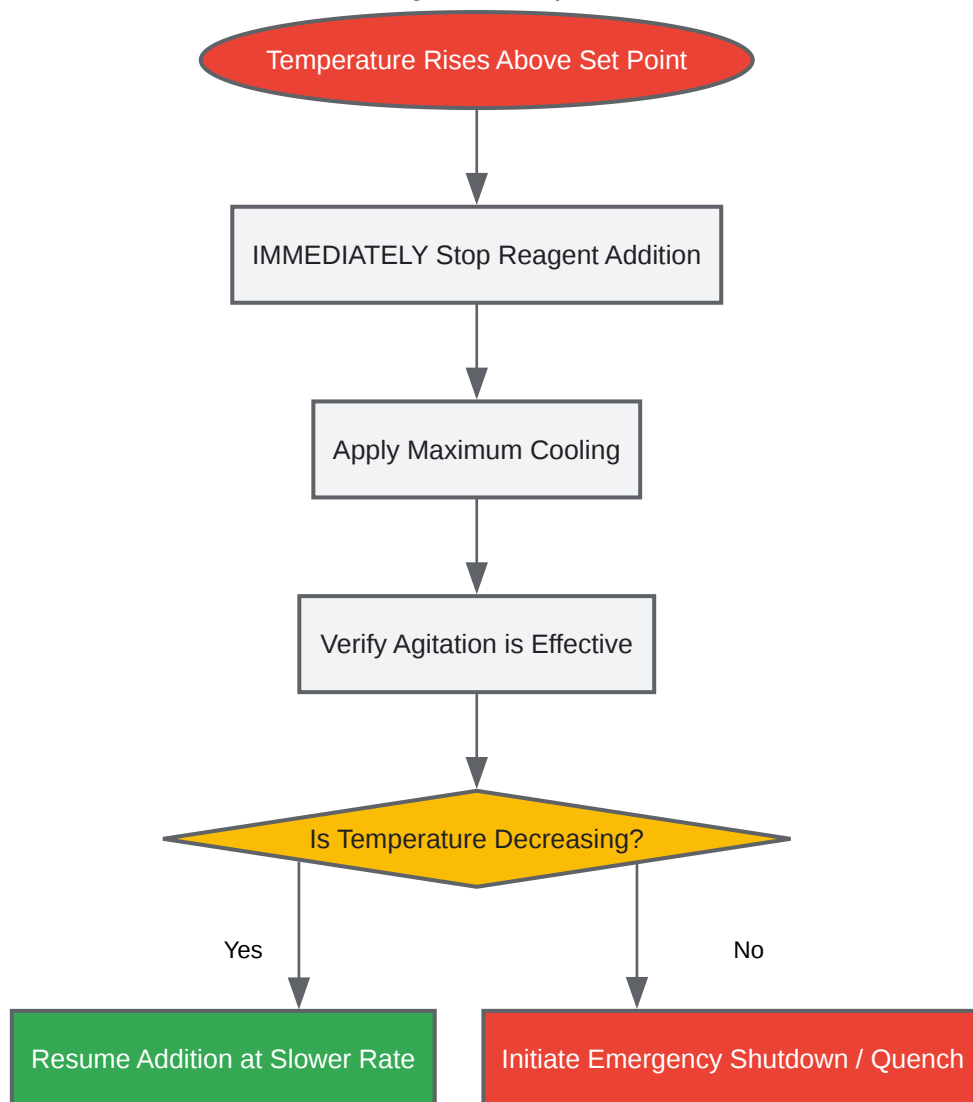 Temperature Rises Above Set Point
IMMEDIATELY Stop Reagent Addition
Apply Maximum Cooling
Verify Agitation is Effective
Is Temperature Decreasing?
Yes
No
Resume Addition at Slower Rate
Initiate Emergency Shutdown / Quench